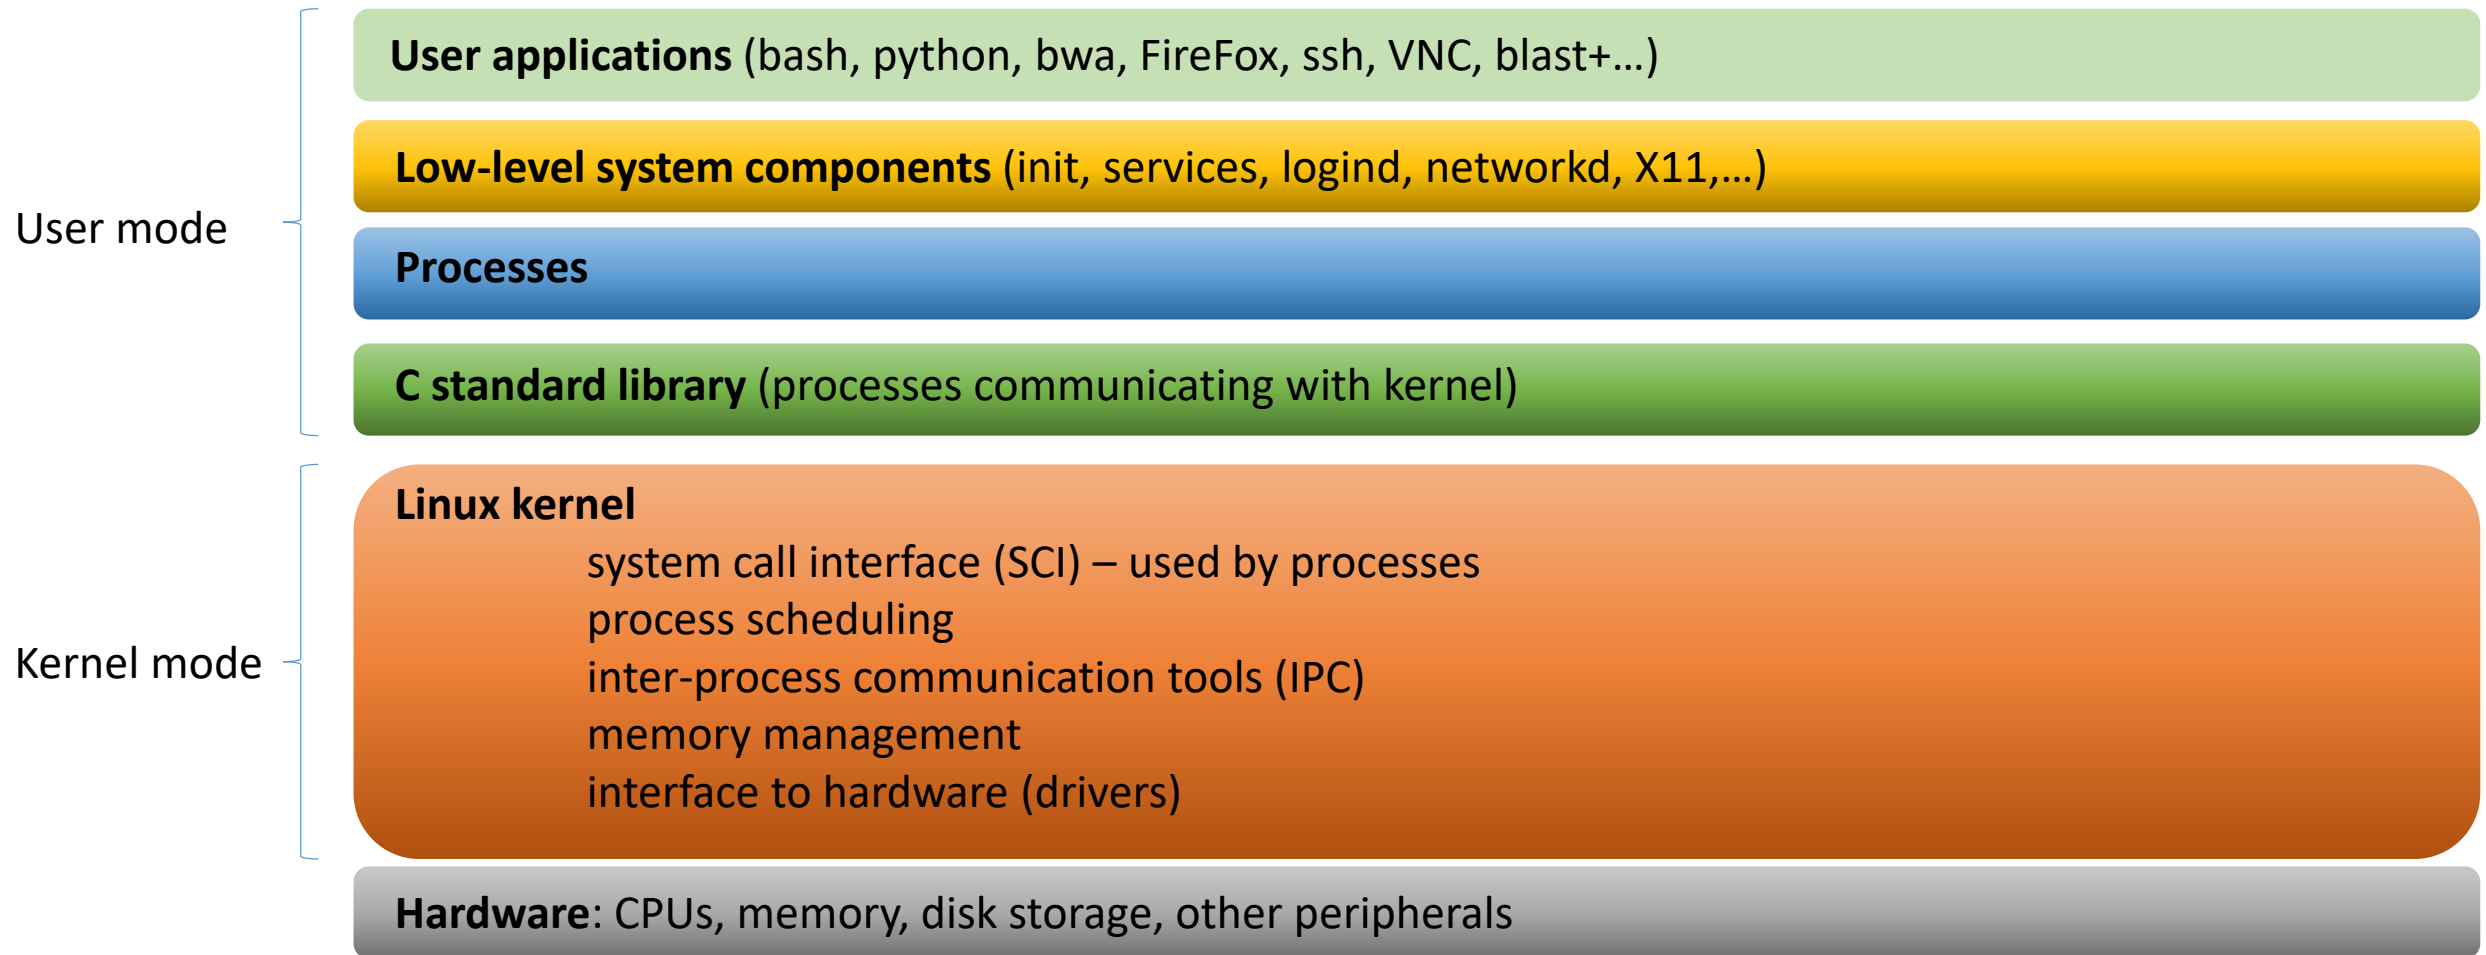 User applications (bash, python, bwa, FireFox, ssh, VNC, blast+…)
Low-level system components (init, services, logind, networkd, X11,…)
User mode
Processes
C standard library (processes communicating with kernel)
Linux kernel
system call interface (SCI) – used by processes
process scheduling
Kernel mode
inter-process communication tools (IPC)
memory management
interface to hardware (drivers)
Hardware: CPUs, memory, disk storage, other peripherals